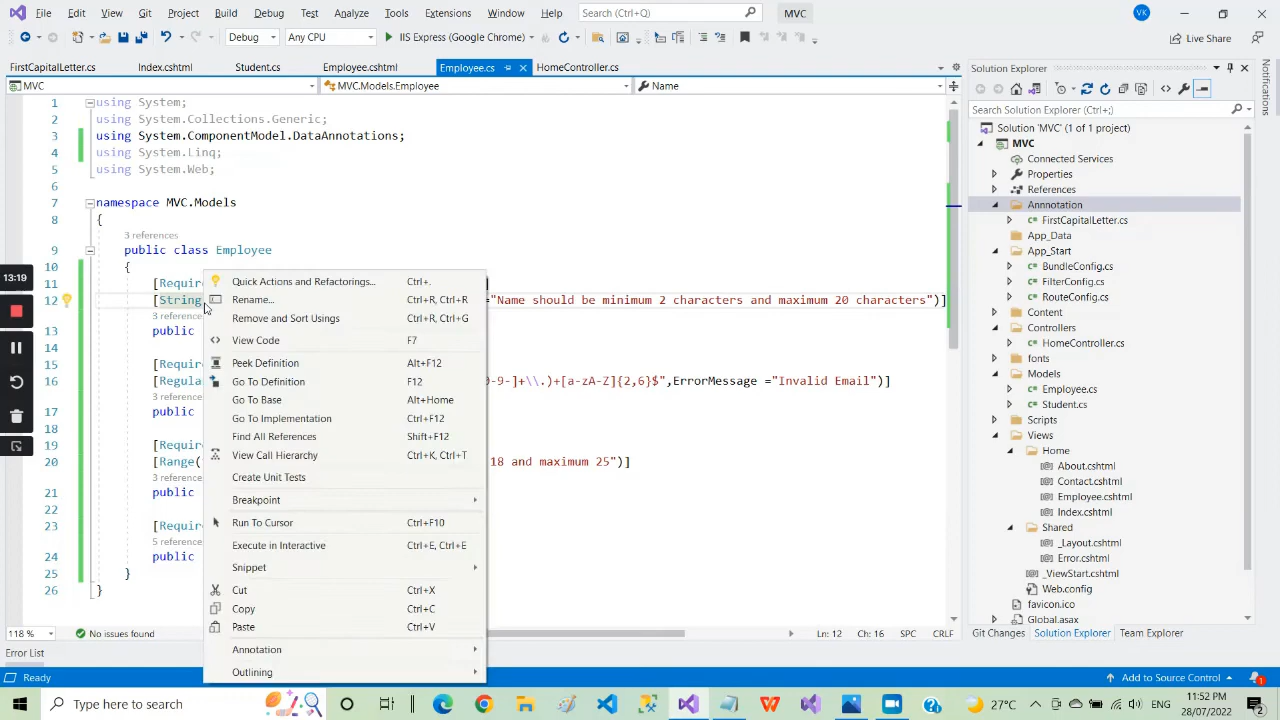 File Edit View Git Project Build Debug Test Analyze Tools Extensions Window Help Search (Ctrl+Q) MVC VK
Debug Any CPU IIS Express (Google Chrome) Live Share
FirstCapitalLetter.cs Index.cshtml Student.cs Employee.cshtml Employee.cs HomeController.cs
MVC MVC.Models.Employee Name
1 using System;
2 using System.Collections.Generic;
3 using System.ComponentModel.DataAnnotations;
4 using System.Linq;
5 using System.Web;
6
7 namespace MVC.Models
8 {
3 references
9 public class Employee
10 {
11 [Requir ]
12 [String ="Name should be minimum 2 characters and maximum 20 characters")]
3 references
13 public
14
15 [Requir
16 [Regula 0-9-]+\\.)+[a-zA-Z]{2,6}$",ErrorMessage ="Invalid Email")]
3 references
17 public
18
19 [Requir
20 [Range( 18 and maximum 25")]
3 references
21 public
22
23 [Requir
5 references
24 public
25 }
26 }
13:19
Quick Actions and Refactorings... Ctrl+.
Rename... Ctrl+R, Ctrl+R
Remove and Sort Usings Ctrl+R, Ctrl+G
View Code F7
Peek Definition Alt+F12
Go To Definition F12
Go To Base Alt+Home
Go To Implementation Ctrl+F12
Find All References Shift+F12
View Call Hierarchy Ctrl+K, Ctrl+T
Create Unit Tests
Breakpoint
Run To Cursor Ctrl+F10
Execute in Interactive Ctrl+E, Ctrl+E
Snippet
Cut Ctrl+X
Copy Ctrl+C
Paste Ctrl+V
Annotation
Outlining
Solution Explorer
Search Solution Explorer (Ctrl+;)
Solution 'MVC' (1 of 1 project)
MVC
Connected Services
Properties
References
Annnotation
C# FirstCapitalLetter.cs
App_Data
App_Start
C# BundleConfig.cs
C# FilterConfig.cs
C# RouteConfig.cs
Content
Controllers
C# HomeController.cs
fonts
Models
C# Employee.cs
C# Student.cs
Scripts
Views
Home
About.cshtml
Contact.cshtml
Employee.cshtml
Index.cshtml
Shared
_Layout.cshtml
Error.cshtml
_ViewStart.cshtml
Web.config
favicon.ico
Global.asax
Notifications
118 % No issues found Ln: 12 Ch: 16 SPC CRLF
Git Changes Solution Explorer Team Explorer
Error List
Ready Add to Source Control 1
Type here to search 27°C ENG 11:52 PM 28/07/2022 2